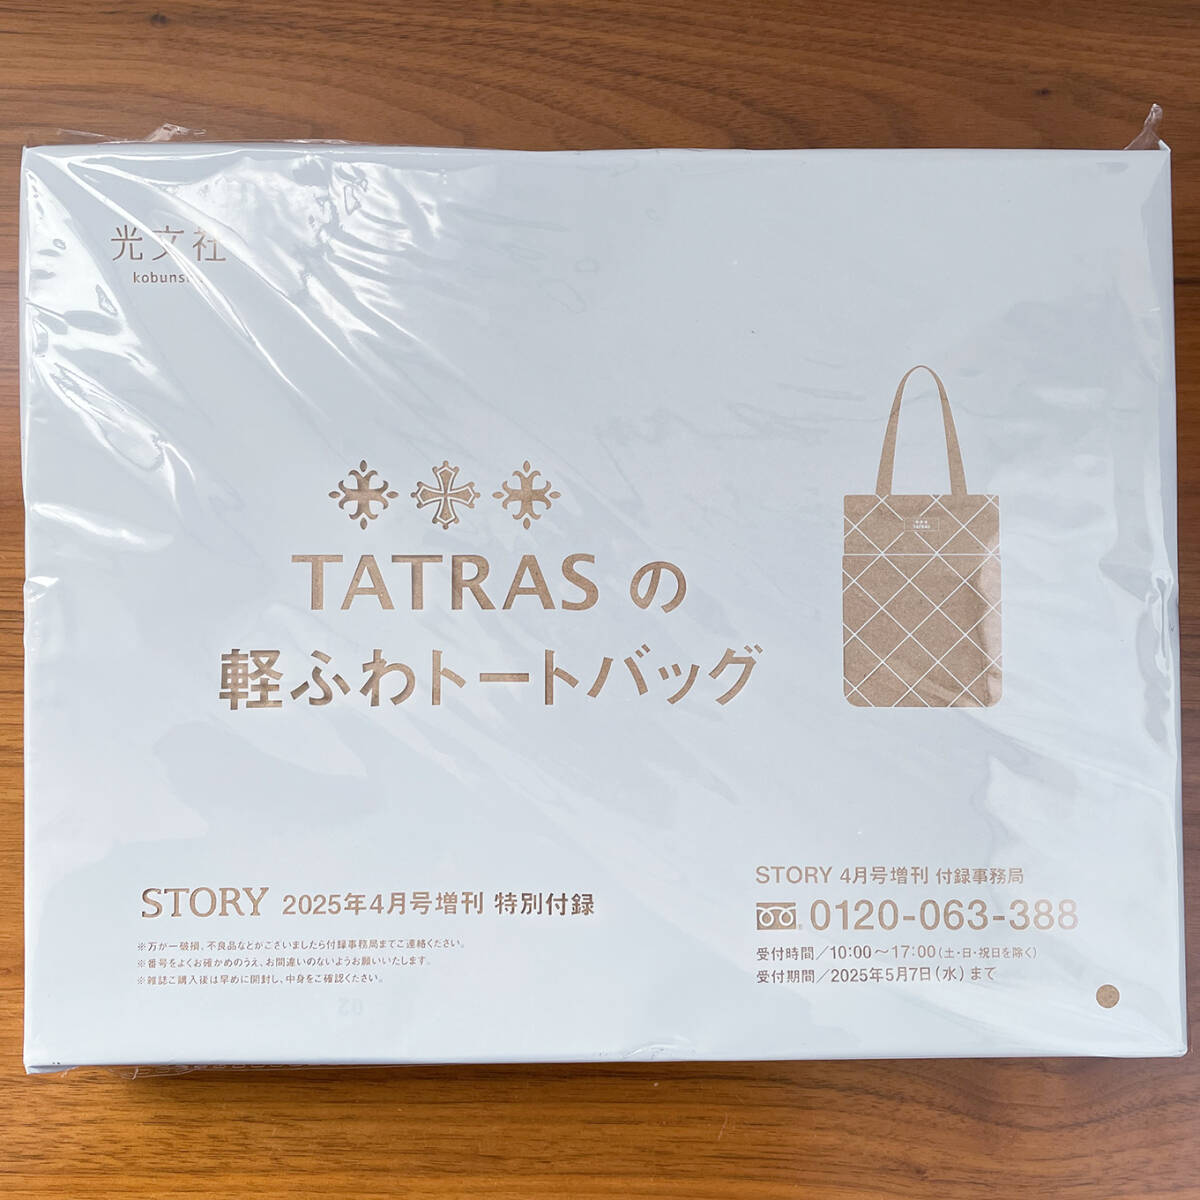 光文社
TATRAS の
軽ふわトートバッグ
TATRAS
STORY 2025年4月号増刊 特別付録
※万が一破損、不良品などがございましたら付録事務局までご連絡ください。
※番号をよくお確かめのうえ、お間違いのないようお願いいたします。
※雑誌ご購入後は早めに開封し、中身をご確認ください。
STORY 4月号増刊 付録事務局
0120-063-388
受付時間/10:00〜17:00(土・日・祝日を除く)
受付期間/2025年5月7日(水)まで